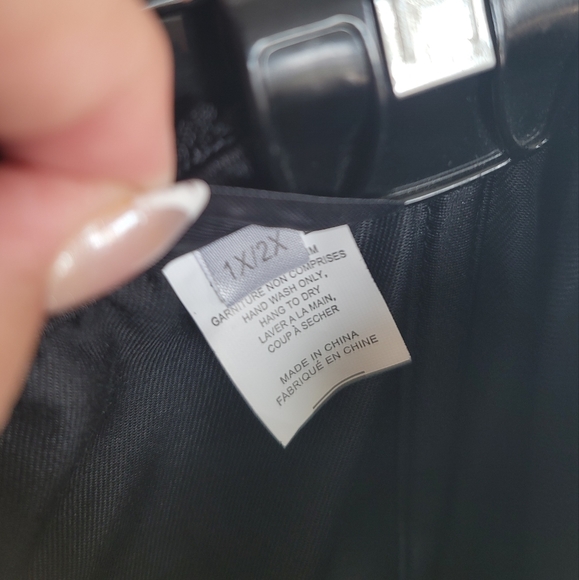 1X/2X
M
GARNITURE NON COMPRISES
HAND WASH ONLY,
HANG TO DRY
LAVER A LA MAIN,
COUP À SECHER
MADE IN CHINA
FABRIQUÉ EN CHINE